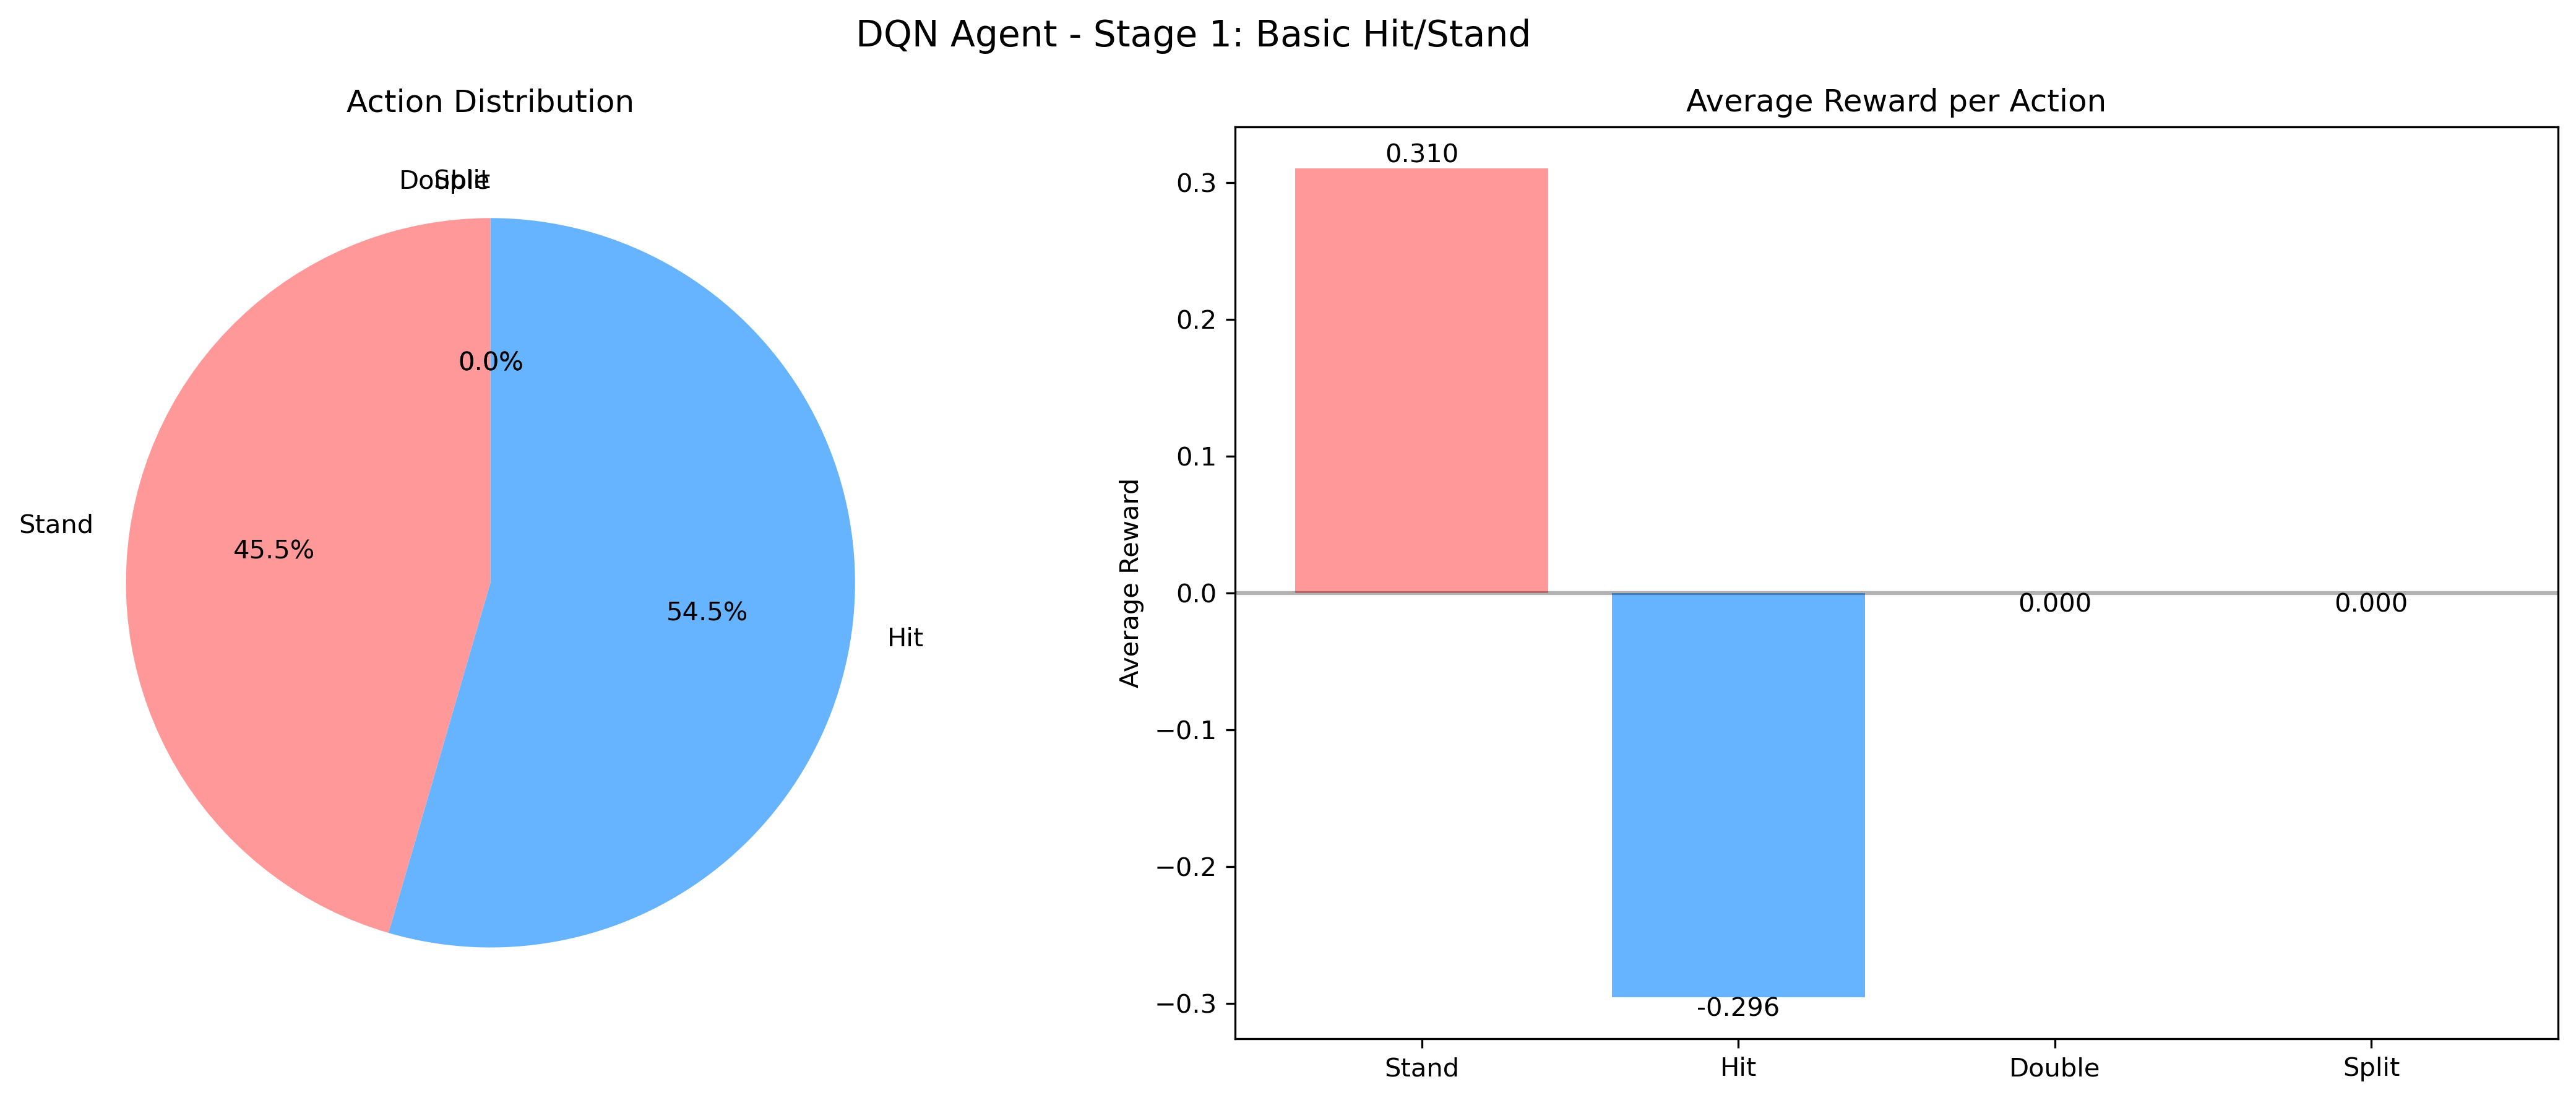 DQN Agent - Stage 1: Basic Hit/Stand
Action Distribution
Double
Split
0.0%
Stand
45.5%
54.5%
Hit
Average Reward per Action
Average Reward
0.3
0.2
0.1
0.0
−0.1
−0.2
−0.3
0.310
-0.296
0.000
0.000
Stand
Hit
Double
Split